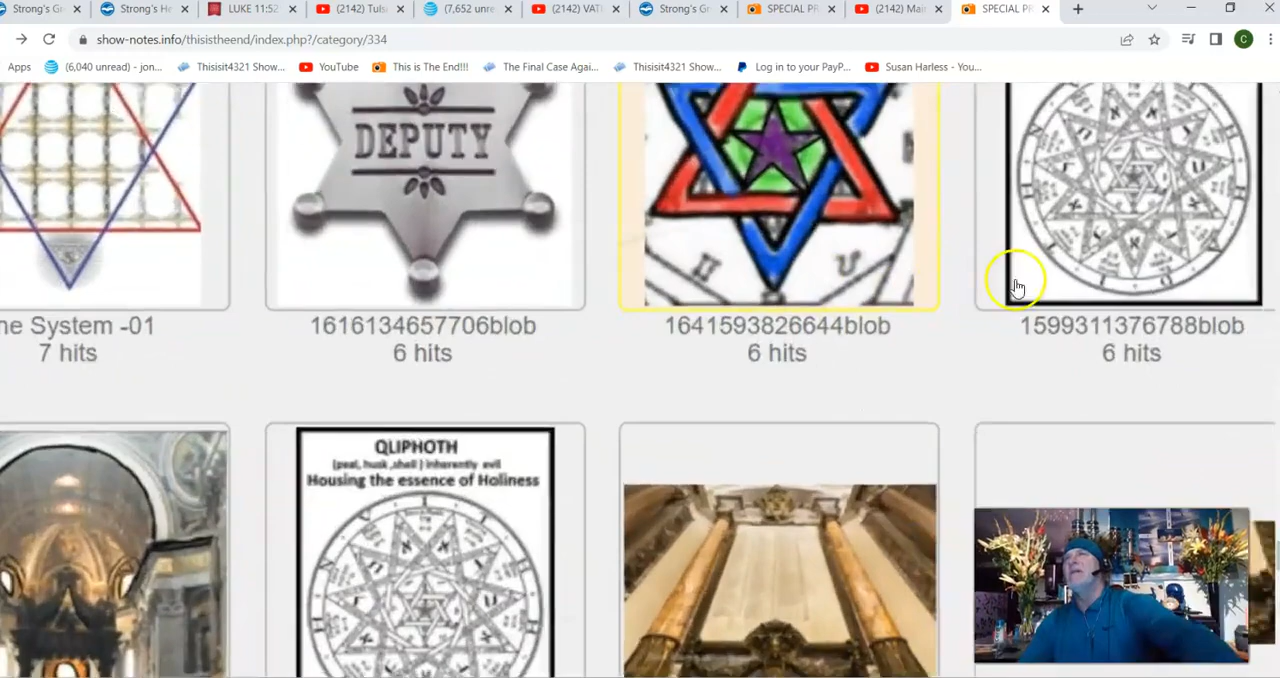 Strong's Gr
Strong's He
LUKE 11:52
(2142) Tuls
(7,652 unre
(2142) VATI
Strong's Gr
SPECIAL PR
(2142) Mair
SPECIAL PR
show-notes.info/thisistheend/index.php?/category/334
C
Apps
(6,040 unread) - jon...
Thisisit4321 Show...
YouTube
This is The End!!!
The Final Case Agai...
Thisisit4321 Show...
Log in to your PayP...
Susan Harless - You...
DEPUTY
ne System -01
7 hits
1616134657706blob
6 hits
1641593826644blob
6 hits
1599311376788blob
6 hits
QLIPHOTH
(peal, husk ,shell ) inherently evil
Housing the essence of Holiness